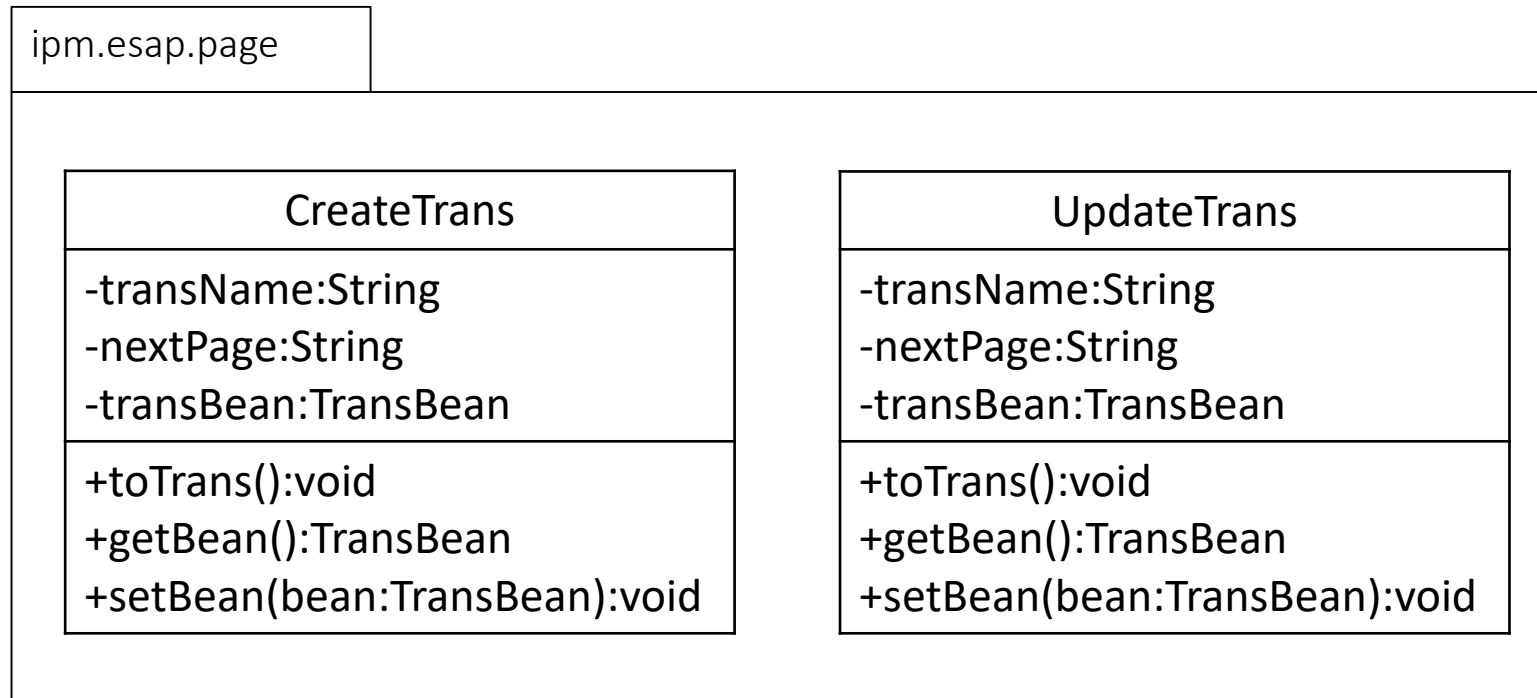 ipm.esap.page
CreateTrans
-transName:String
-nextPage:String
-transBean:TransBean
+toTrans():void
+getBean():TransBean
+setBean(bean:TransBean):void
UpdateTrans
-transName:String
-nextPage:String
-transBean:TransBean
+toTrans():void
+getBean():TransBean
+setBean(bean:TransBean):void